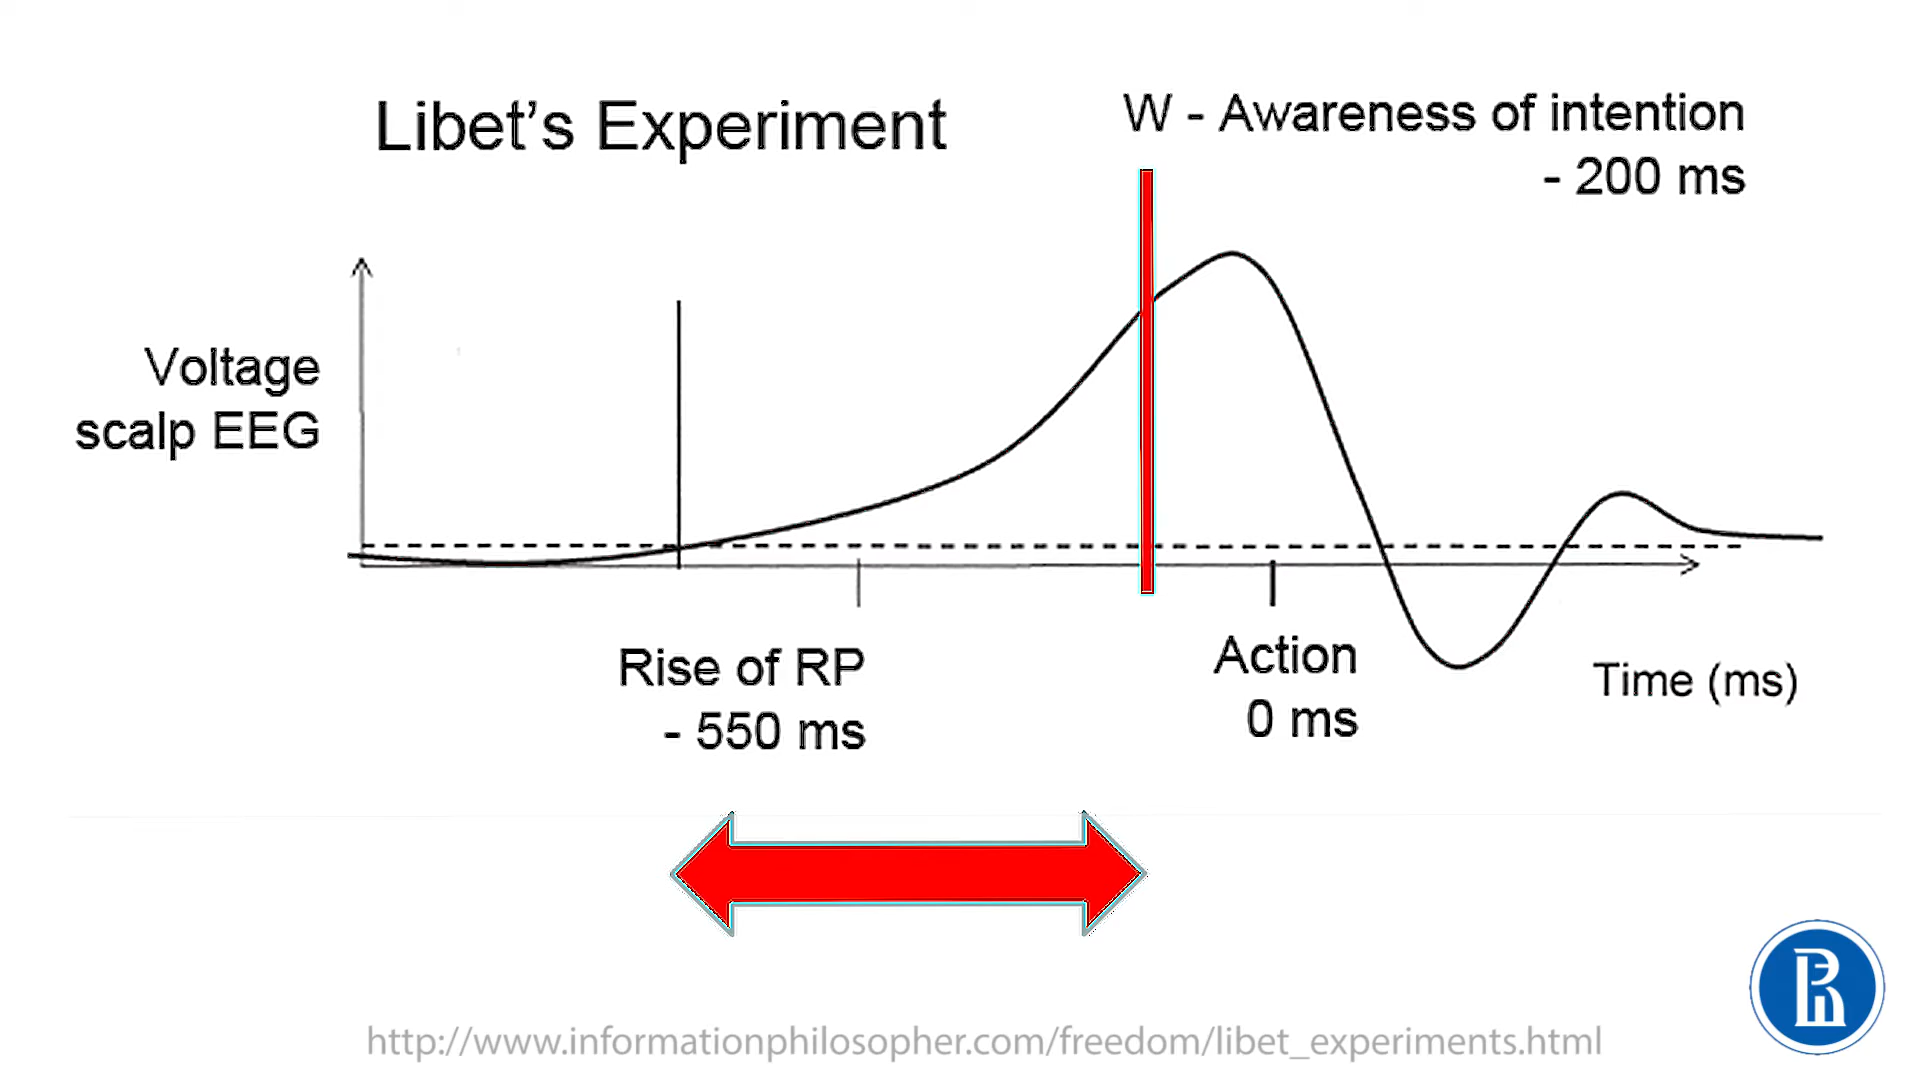 Libet's Experiment
W - Awareness of intention
- 200 ms
Voltage
scalp EEG
Rise of RP
- 550 ms
Action
0 ms
Time (ms)
http://www.informationphilosopher.com/freedom/libet_experiments.html